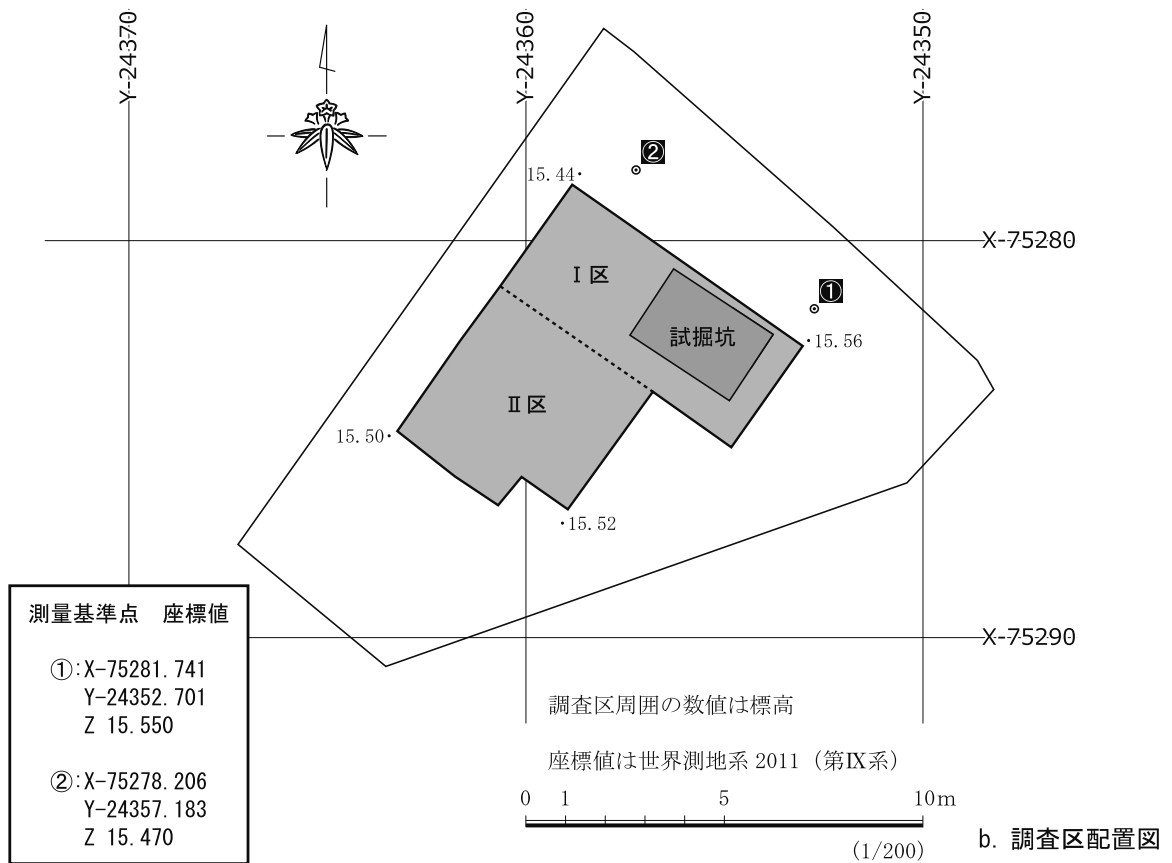 Y-24370
Y-24360
Y-24350
②
15.44
X-75280
Ⅰ区
①
試掘坑
15.56
Ⅱ区
15.50
15.52
測量基準点　座標値
①:X-75281.741
Y-24352.701
Z 15.550
②:X-75278.206
Y-24357.183
Z 15.470
X-75290
調査区周囲の数値は標高
座標値は世界測地系 2011（第Ⅸ系）
0 1 5 10m
(1/200)
b. 調査区配置図